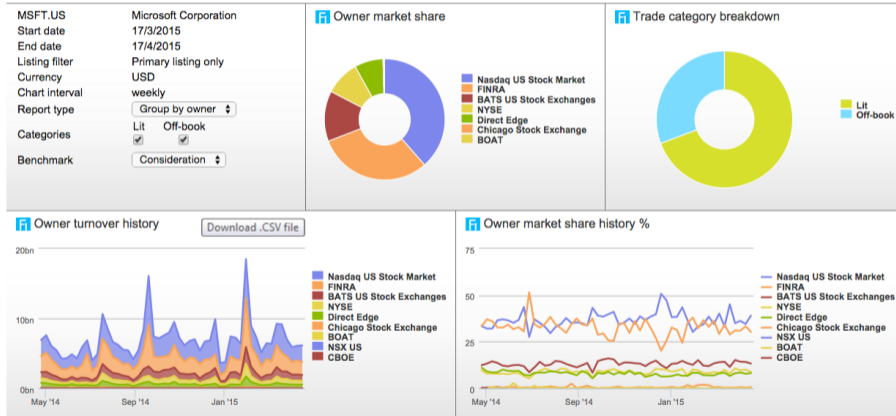 MSFT.US Microsoft Corporation
Start date 17/3/2015
End date 17/4/2015
Listing filter Primary listing only
Currency USD
Chart interval weekly
Report type Group by owner
Categories Lit Off-book
Benchmark Consideration
Owner market share
Nasdaq US Stock Market
FINRA
BATS US Stock Exchanges
NYSE
Direct Edge
Chicago Stock Exchange
BOAT
Trade category breakdown
Lit
Off-book
Owner turnover history
Download .CSV file
20bn
10bn
0bn
May '14 Sep '14 Jan '15
Nasdaq US Stock Market
FINRA
BATS US Stock Exchanges
NYSE
Direct Edge
Chicago Stock Exchange
BOAT
NSX US
CBOE
Owner market share history %
75
50
25
0
May '14 Sep '14 Jan '15
Nasdaq US Stock Market
FINRA
BATS US Stock Exchanges
NYSE
Direct Edge
Chicago Stock Exchange
NSX US
BOAT
CBOE